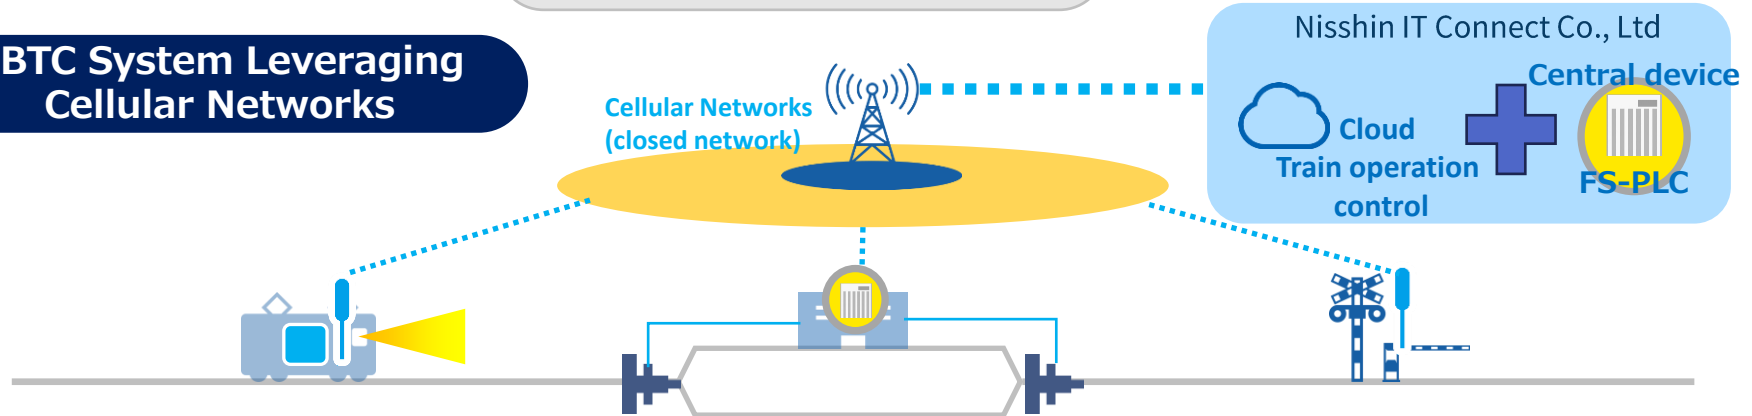 BTC System Leveraging
Cellular Networks
Cellular Networks
(closed network)
Nisshin IT Connect Co., Ltd
Central device
Cloud
Train operation
control
FS-PLC